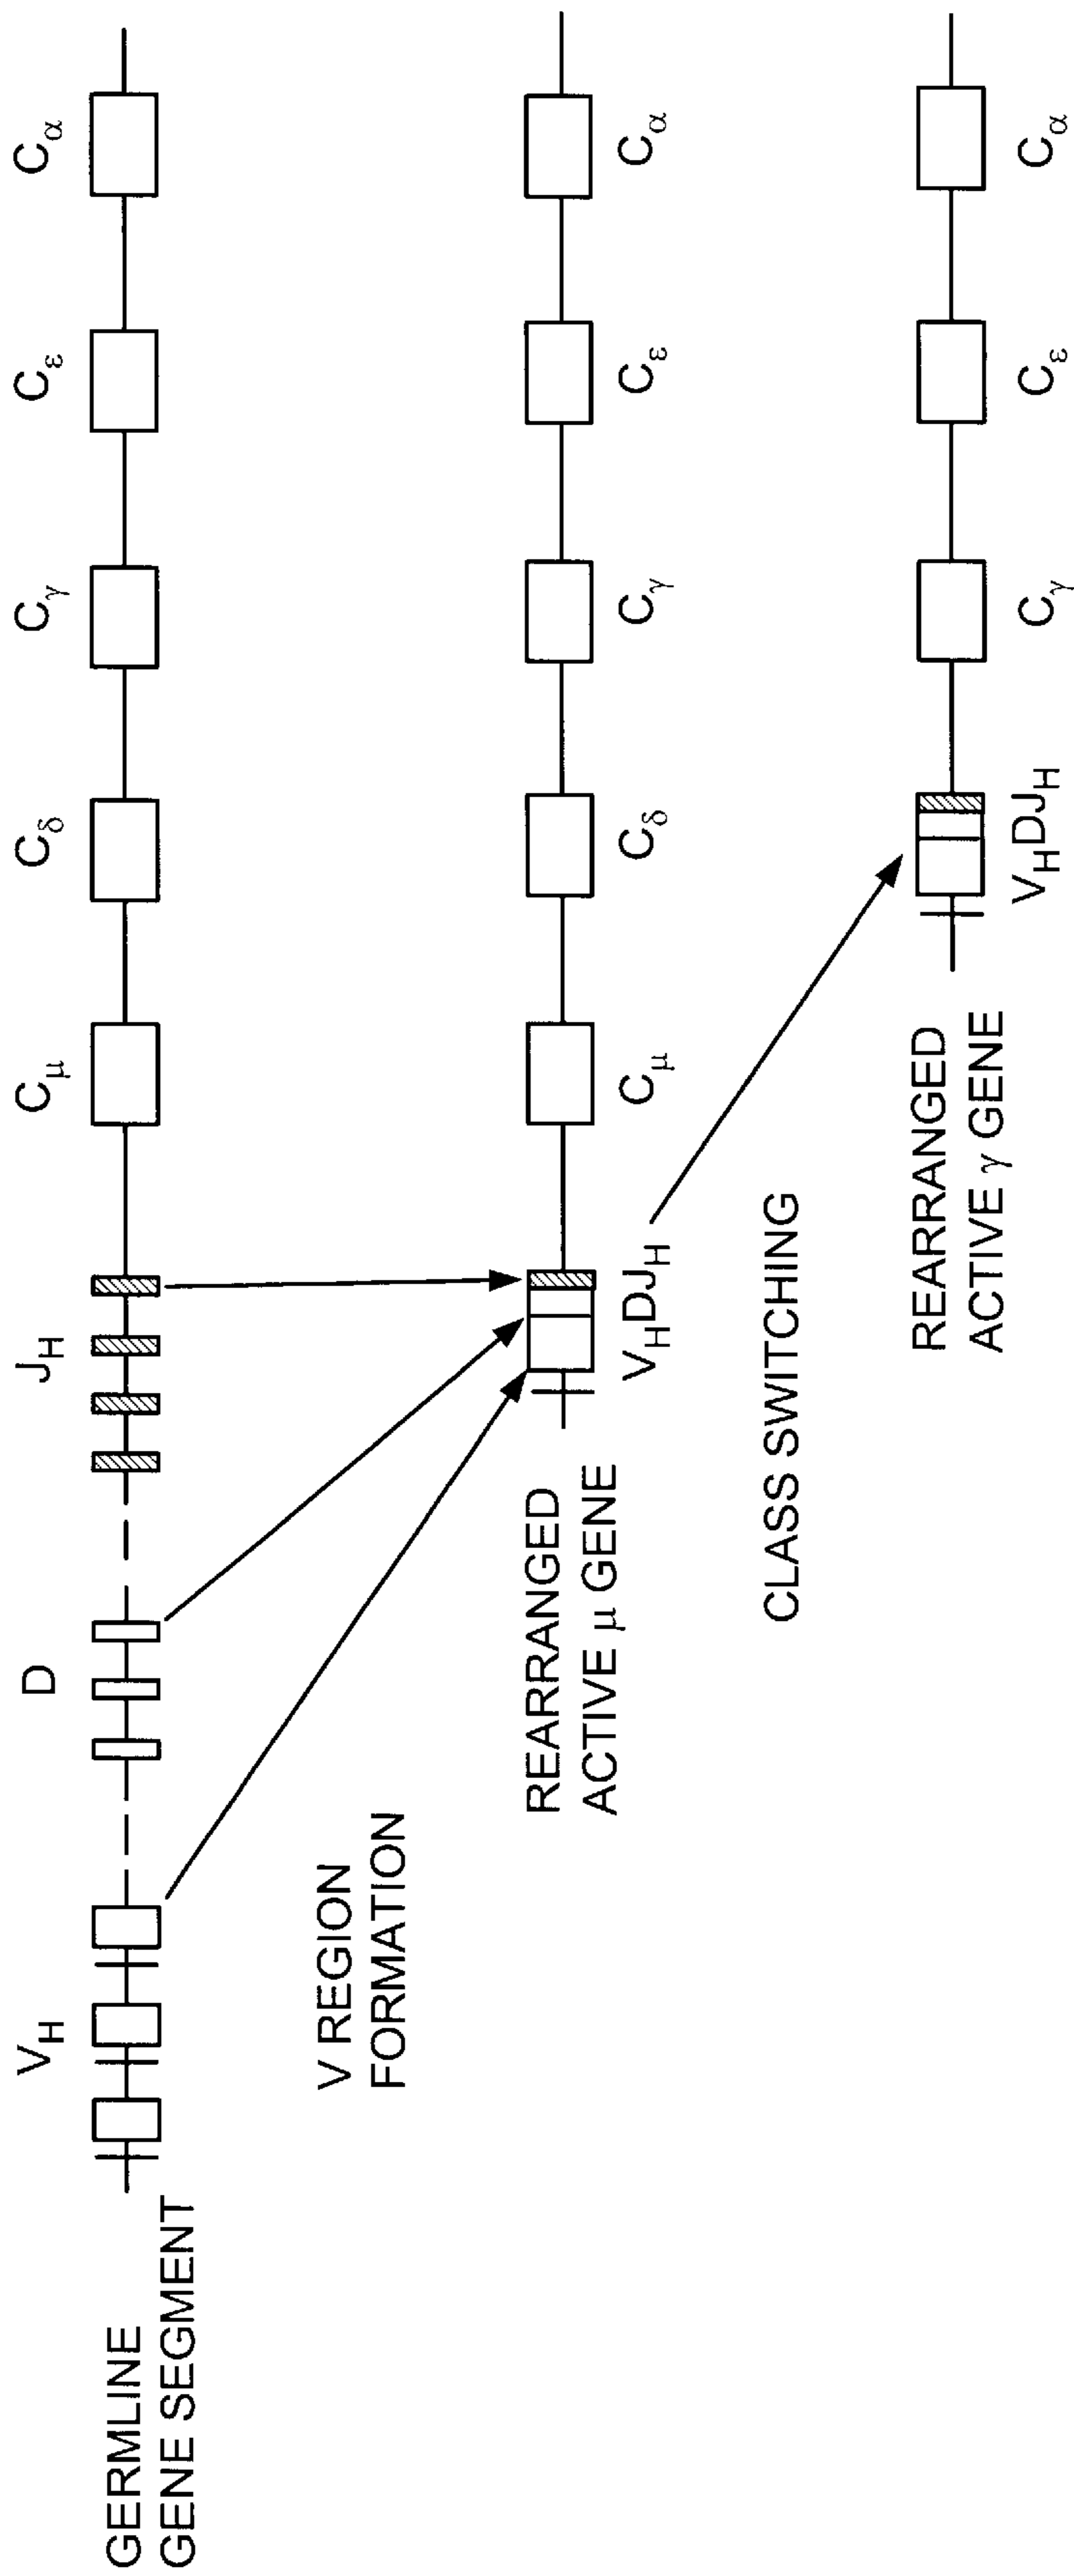 V_H
D
J_H
C_μ
C_δ
C_γ
C_ε
C_α
GERMLINE
GENE SEGMENT
V REGION
FORMATION
REARRANGED
ACTIVE μ GENE
V_HDJ_H
C_μ
C_δ
C_γ
C_ε
C_α
CLASS SWITCHING
REARRANGED
ACTIVE γ GENE
V_HDJ_H
C_γ
C_ε
C_α